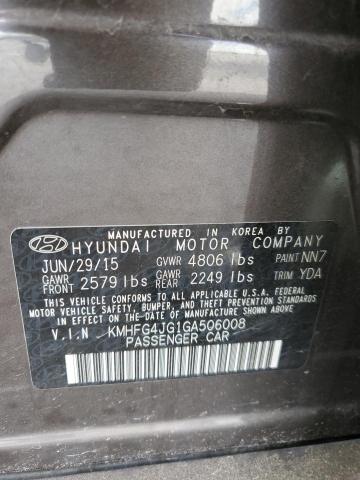 MANUFACTURED IN KOREA BY
HYUNDAI MOTOR COMPANY
JUN/29/15 GVWR 4806 lbs PAINT NN7
GAWR FRONT 2579 lbs GAWR REAR 2249 lbs TRIM YDA
THIS VEHICLE CONFORMS TO ALL APPLICABLE U.S.A FEDERAL
MOTOR VEHICLE SAFETY, BUMPER, AND THEFT PREVENTION
STANDARDS IN EFFECT ON THE DATE OF MANUFACTURE SHOWN ABOVE.
V.I.N. KMHFG4JG1GA506008
PASSENGER CAR